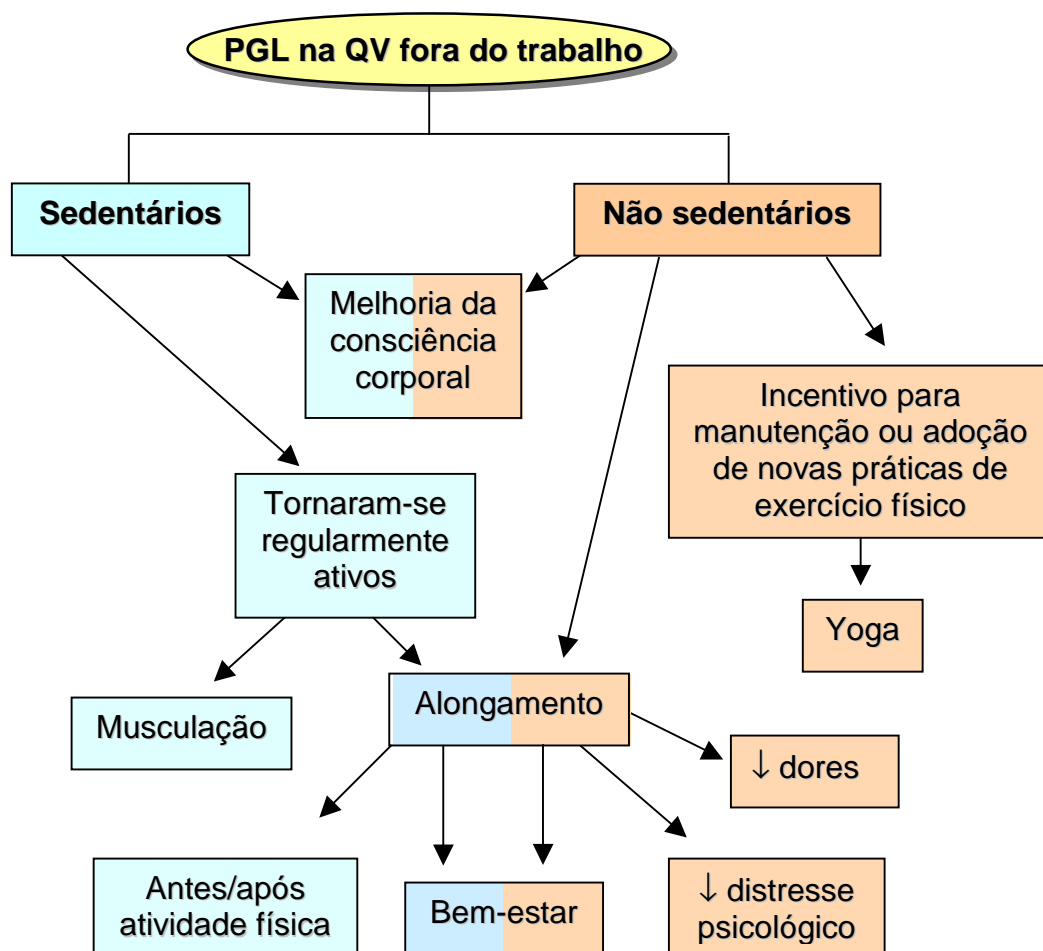 PGL na QV fora do trabalho
Sedentários
Não sedentários
Melhoria da
consciência
corporal
Incentivo para
manutenção ou adoção
de novas práticas de
exercício físico
Tornaram-se
regularmente
ativos
Yoga
Musculação
Alongamento
↓ dores
Antes/após
atividade física
Bem-estar
↓ distresse
psicológico